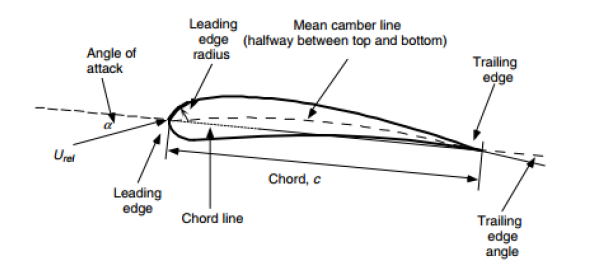 Leading
edge
radius
Mean camber line
(halfway between top and bottom)
Angle of
attack
Trailing
edge
α
Uref
Chord, c
Leading
edge
Chord line
Trailing
edge
angle